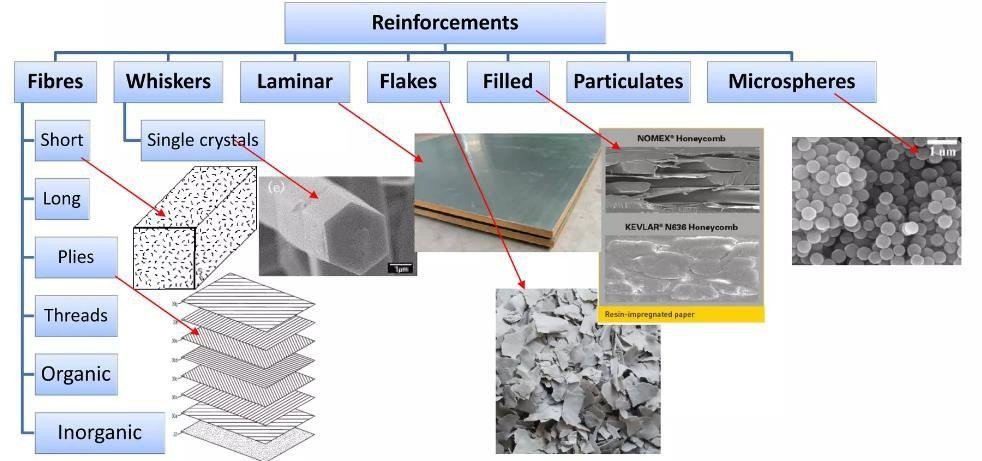 Reinforcements
Fibres
Whiskers
Laminar
Flakes
Filled
Particulates
Microspheres
Short
Single crystals
Long
Plies
Threads
Organic
Inorganic
(e)
1μm
NOMEX® Honeycomb
KEVLAR® N636 Honeycomb
Resin-impregnated paper
1 um